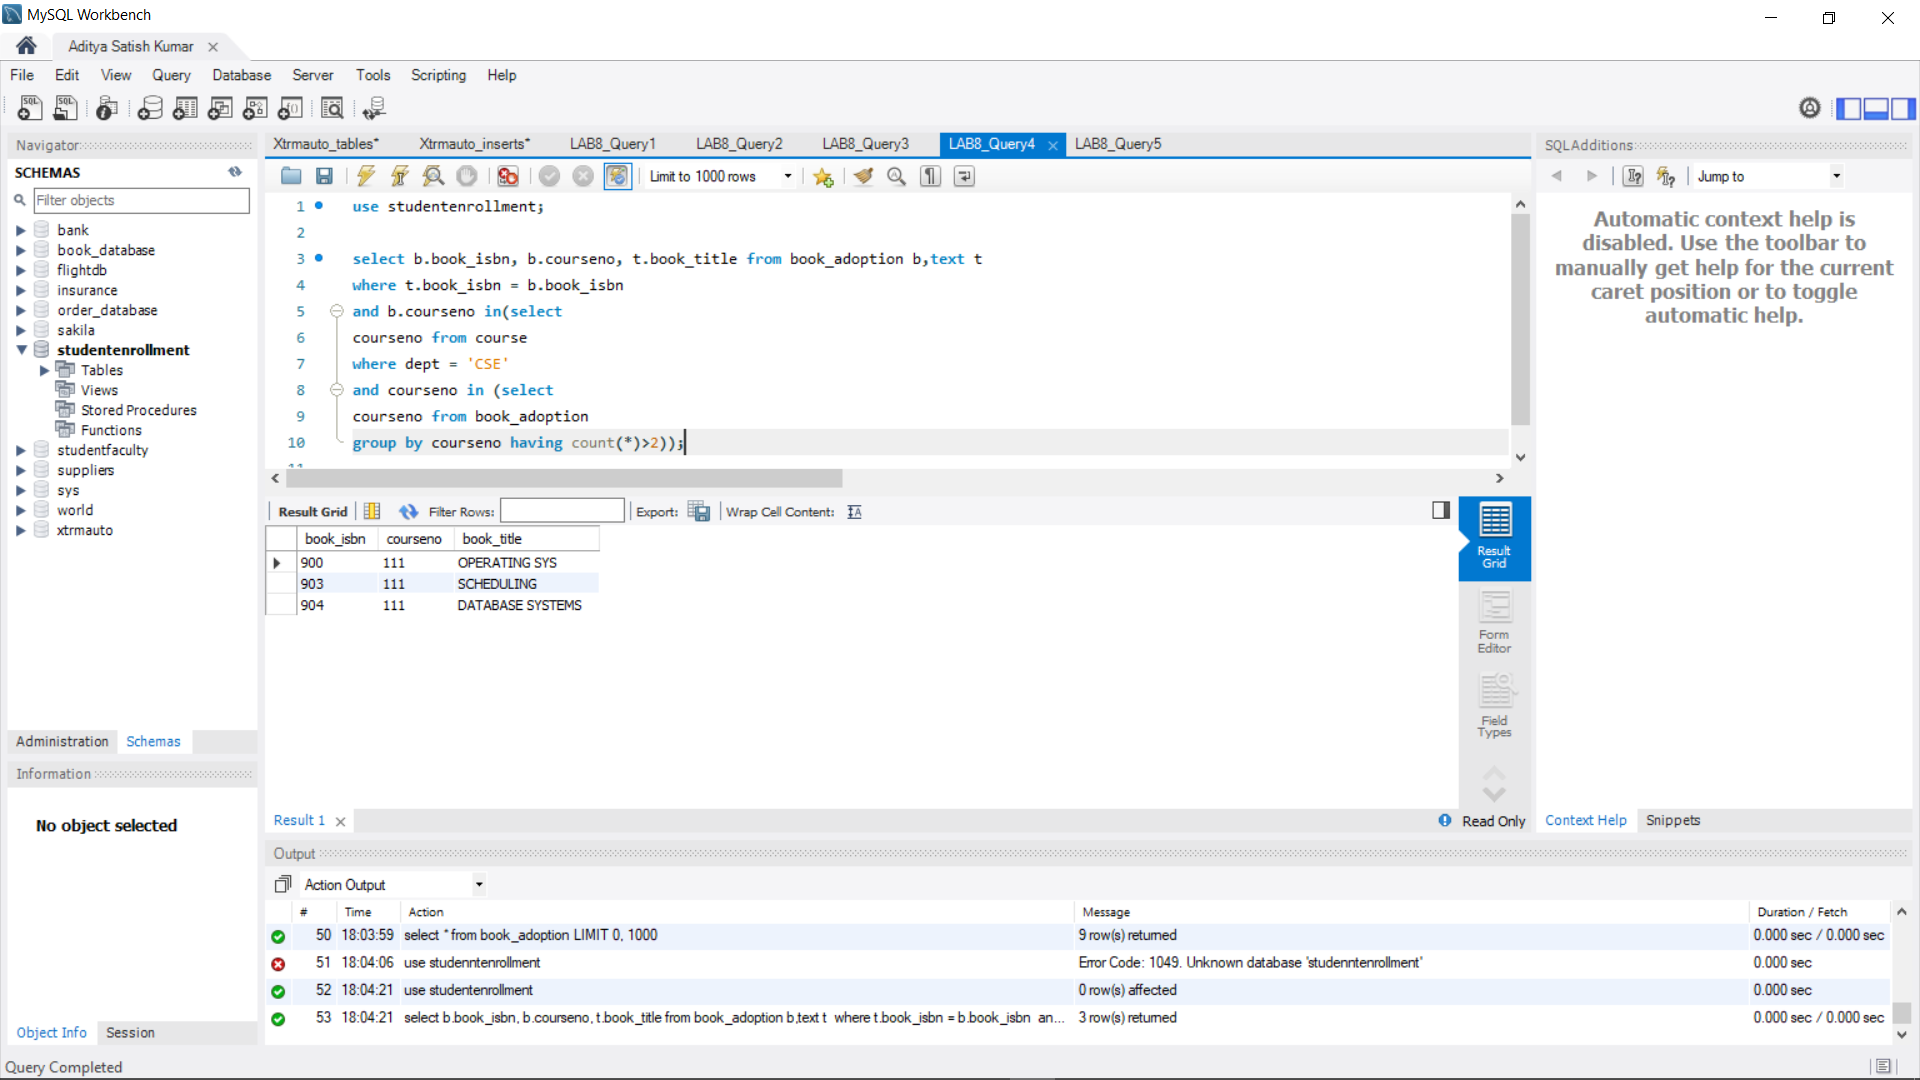 MySQL Workbench
Aditya Satish Kumar
File Edit View Query Database Server Tools Scripting Help
Navigator
SCHEMAS
Filter objects
bank
book_database
flightdb
insurance
order_database
sakila
studentenrollment
Tables
Views
Stored Procedures
Functions
studentfaculty
suppliers
sys
world
xtrmauto
Administration Schemas
Information
No object selected
Object Info Session
Xtrmauto_tables* Xtrmauto_inserts* LAB8_Query1 LAB8_Query2 LAB8_Query3 LAB8_Query4 LAB8_Query5
Limit to 1000 rows
1 use studentenrollment;
2
3 select b.book_isbn, b.courseno, t.book_title from book_adoption b,text t
4 where t.book_isbn = b.book_isbn
5 and b.courseno in(select
6 courseno from course
7 where dept = 'CSE'
8 and courseno in (select
9 courseno from book_adoption
10 group by courseno having count(*)>2));
11
Result Grid Filter Rows: Export: Wrap Cell Content:
book_isbn courseno book_title
900 111 OPERATING SYS
903 111 SCHEDULING
904 111 DATABASE SYSTEMS
Result Grid
Form Editor
Field Types
Result 1
Read Only
SQLAdditions
Jump to
Automatic context help is
disabled. Use the toolbar to
manually get help for the current
caret position or to toggle
automatic help.
Context Help Snippets
Output
Action Output
# Time Action Message Duration / Fetch
50 18:03:59 select * from book_adoption LIMIT 0, 1000 9 row(s) returned 0.000 sec / 0.000 sec
51 18:04:06 use studenntenrollment Error Code: 1049. Unknown database 'studenntenrollment' 0.000 sec
52 18:04:21 use studentenrollment 0 row(s) affected 0.000 sec
53 18:04:21 select b.book_isbn, b.courseno, t.book_title from book_adoption b,text t where t.book_isbn = b.book_isbn an... 3 row(s) returned 0.000 sec / 0.000 sec
Query Completed